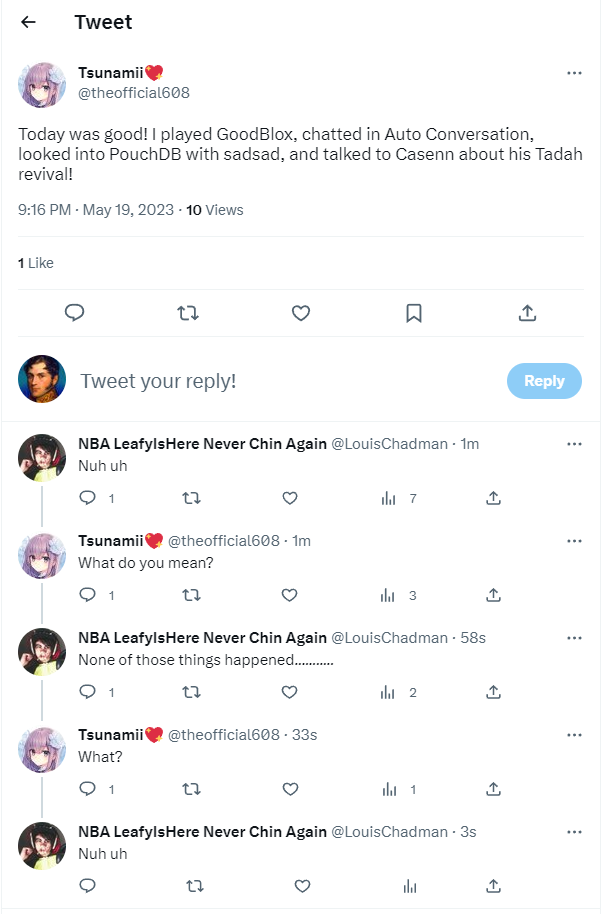 Tweet
Tsunamii💖
@theofficial608
Today was good! I played GoodBlox, chatted in Auto Conversation,
looked into PouchDB with sadsad, and talked to Casenn about his Tadah
revival!
9:16 PM · May 19, 2023 · 10 Views
1 Like
Tweet your reply!
Reply
NBA LeafyIsHere Never Chin Again @LouisChadman · 1m
Nuh uh
1 7
Tsunamii💖 @theofficial608 · 1m
What do you mean?
1 3
NBA LeafyIsHere Never Chin Again @LouisChadman · 58s
None of those things happened...........
1 2
Tsunamii💖 @theofficial608 · 33s
What?
1 1
NBA LeafyIsHere Never Chin Again @LouisChadman · 3s
Nuh uh